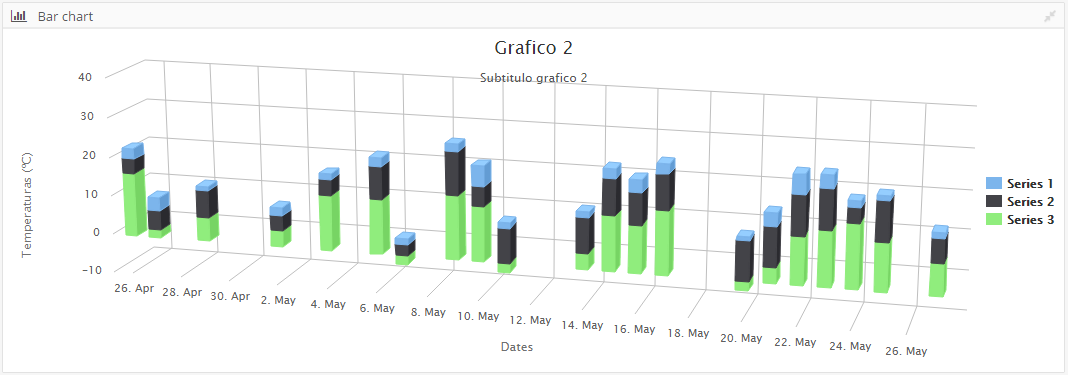 Bar chart
Grafico 2
Subtitulo grafico 2
Temperaturas (ºC)
40
30
20
10
0
−10
26. Apr
28. Apr
30. Apr
2. May
4. May
6. May
8. May
10. May
12. May
14. May
16. May
18. May
20. May
22. May
24. May
26. May
Dates
Series 1
Series 2
Series 3